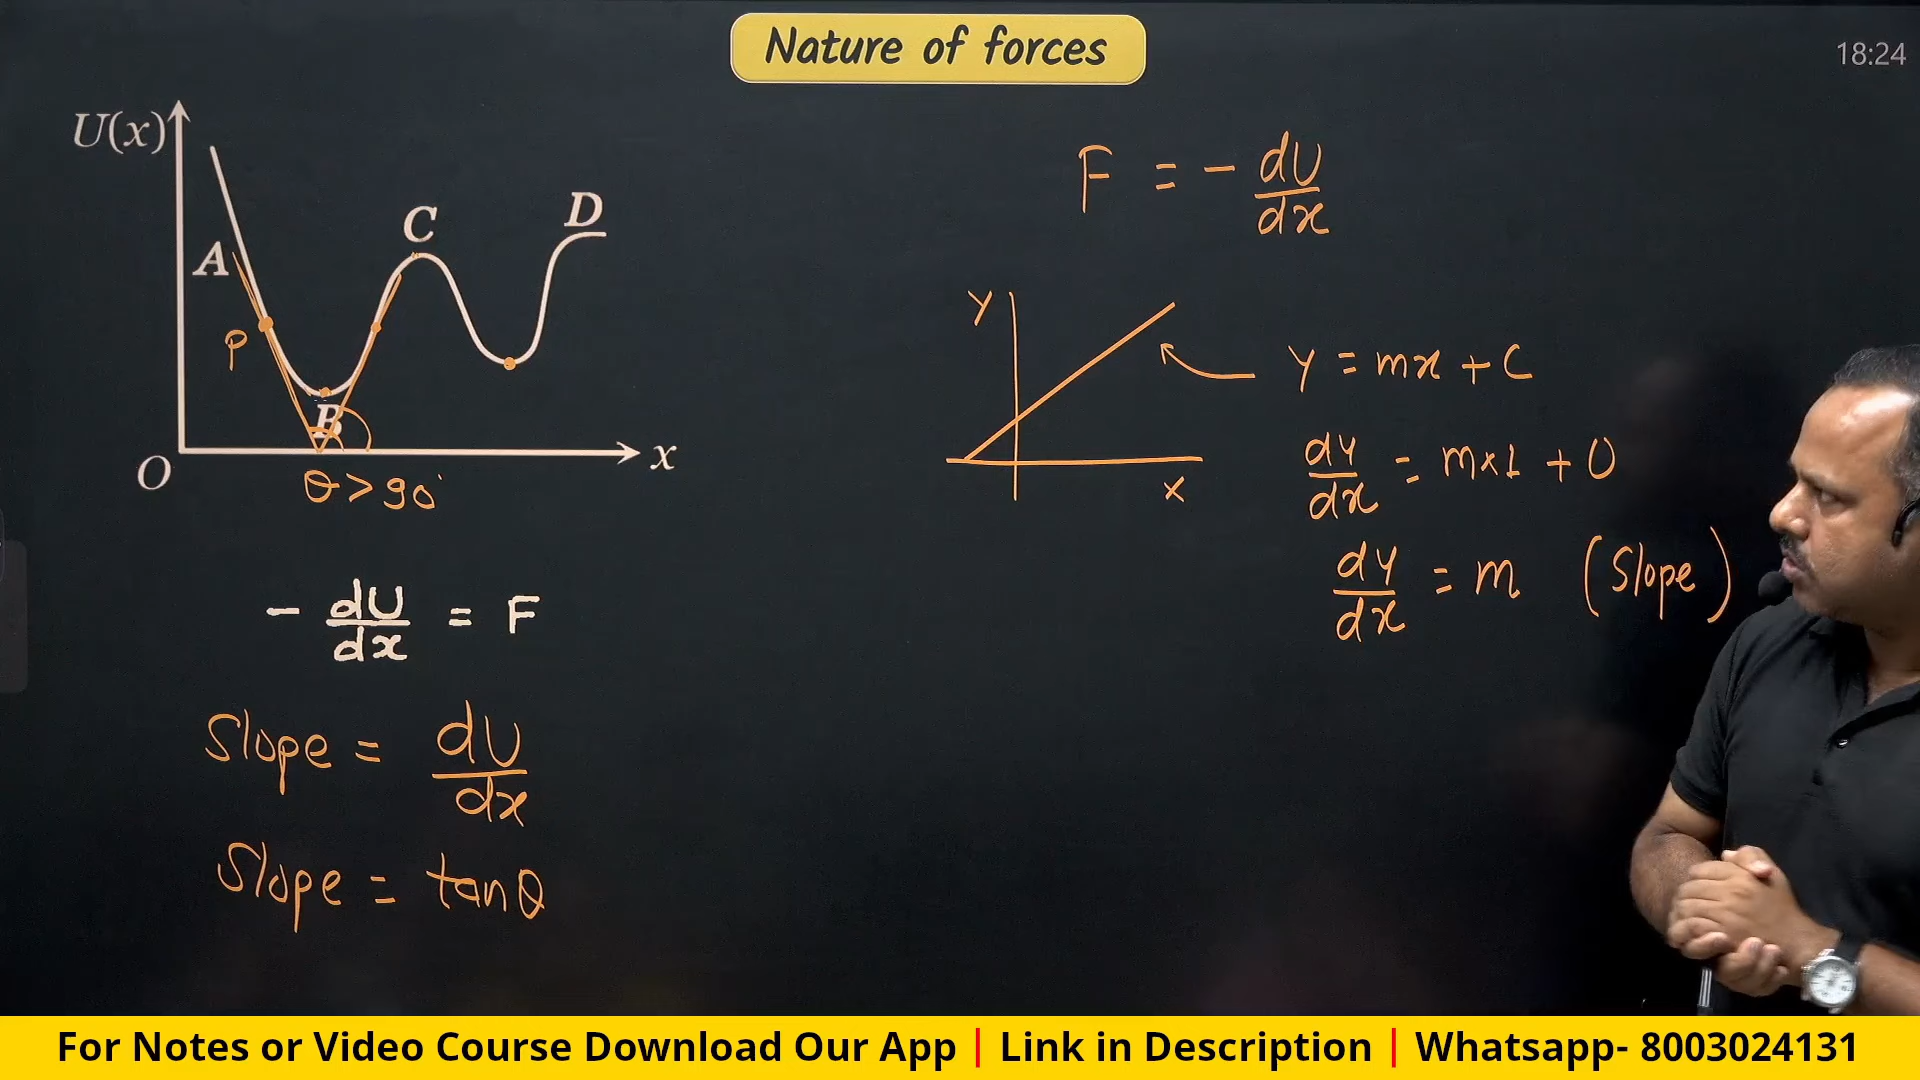 Nature of forces
18:24
U(x)
A
P
B
C
D
O
x
θ > 90°
- dU/dx = F
Slope = dU/dx
Slope = tanθ
F = - dU/dx
y
x
y = mx + C
dy/dx = m×1 + 0
dy/dx = m (Slope)
For Notes or Video Course Download Our App | Link in Description | Whatsapp- 8003024131